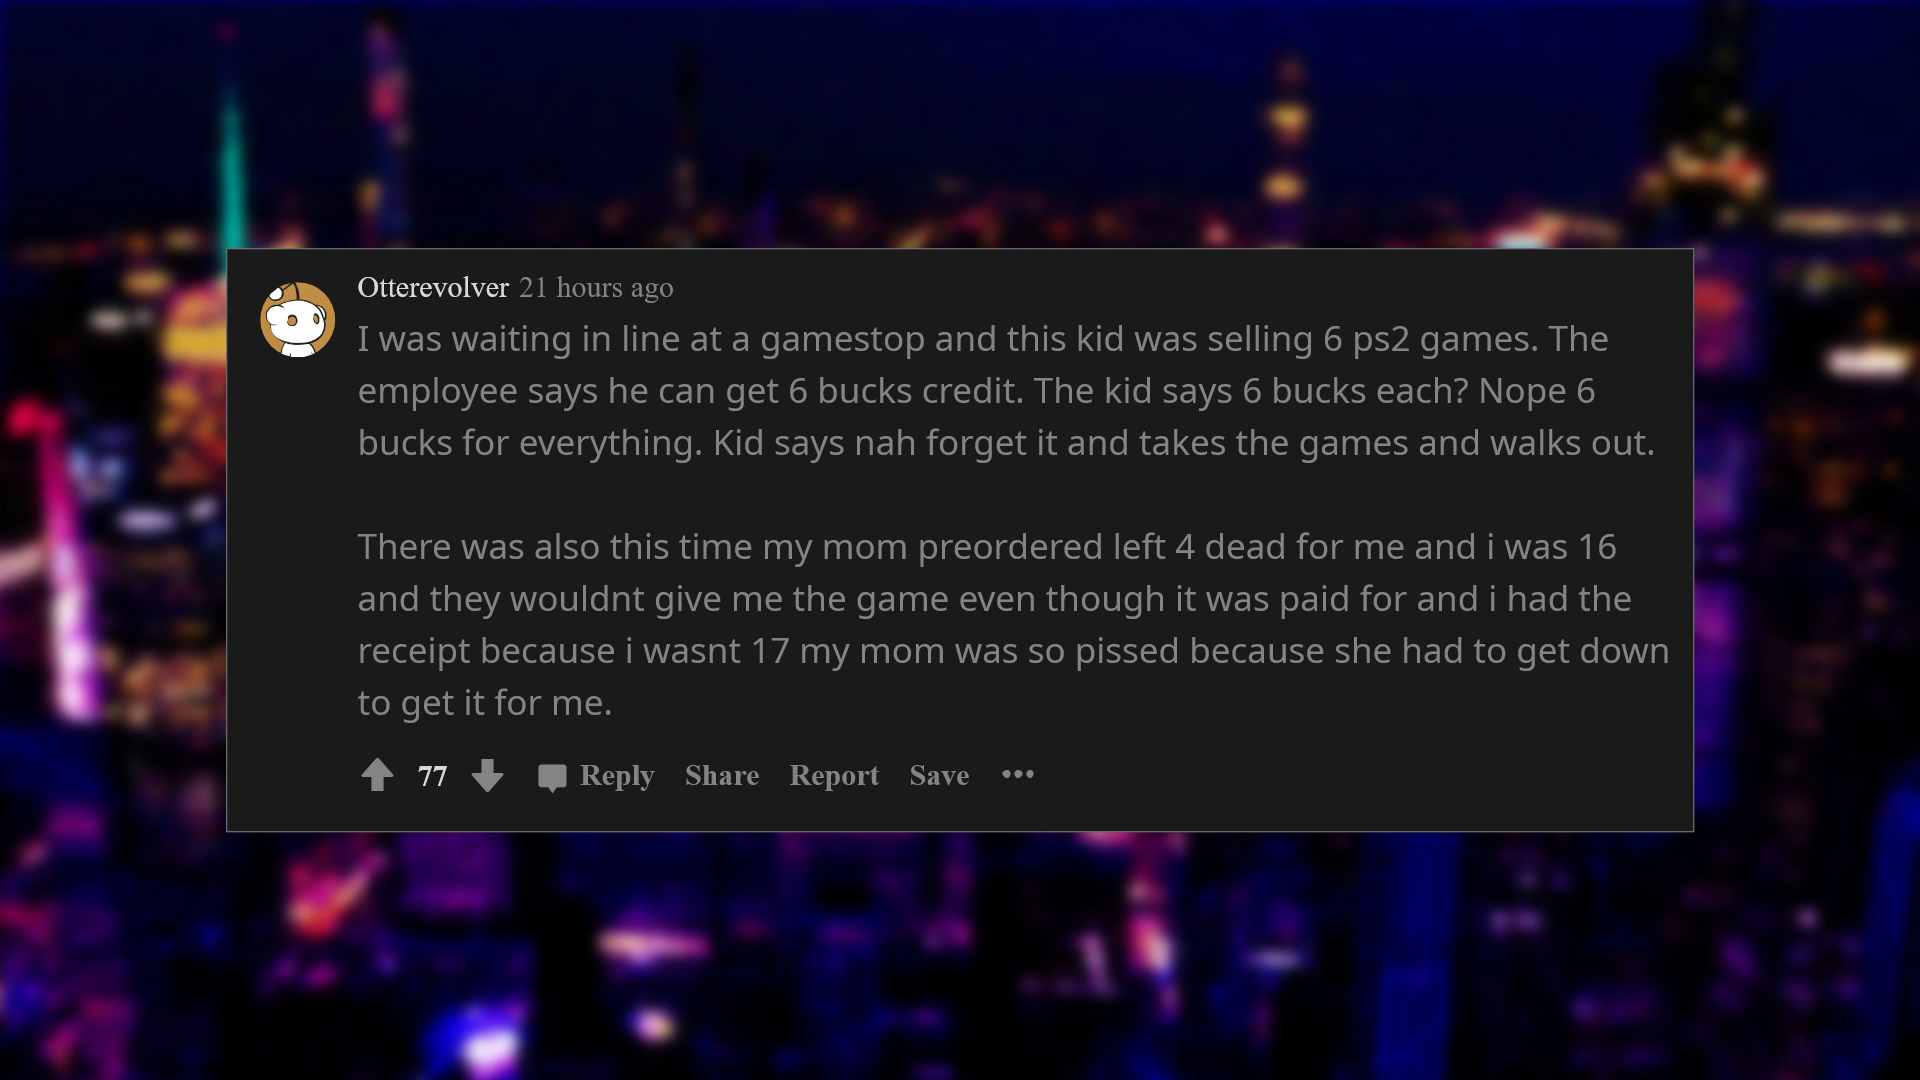 Otterevolver 21 hours ago
I was waiting in line at a gamestop and this kid was selling 6 ps2 games. The
employee says he can get 6 bucks credit. The kid says 6 bucks each? Nope 6
bucks for everything. Kid says nah forget it and takes the games and walks out.
There was also this time my mom preordered left 4 dead for me and i was 16
and they wouldnt give me the game even though it was paid for and i had the
receipt because i wasnt 17 my mom was so pissed because she had to get down
to get it for me.
77 Reply Share Report Save •••